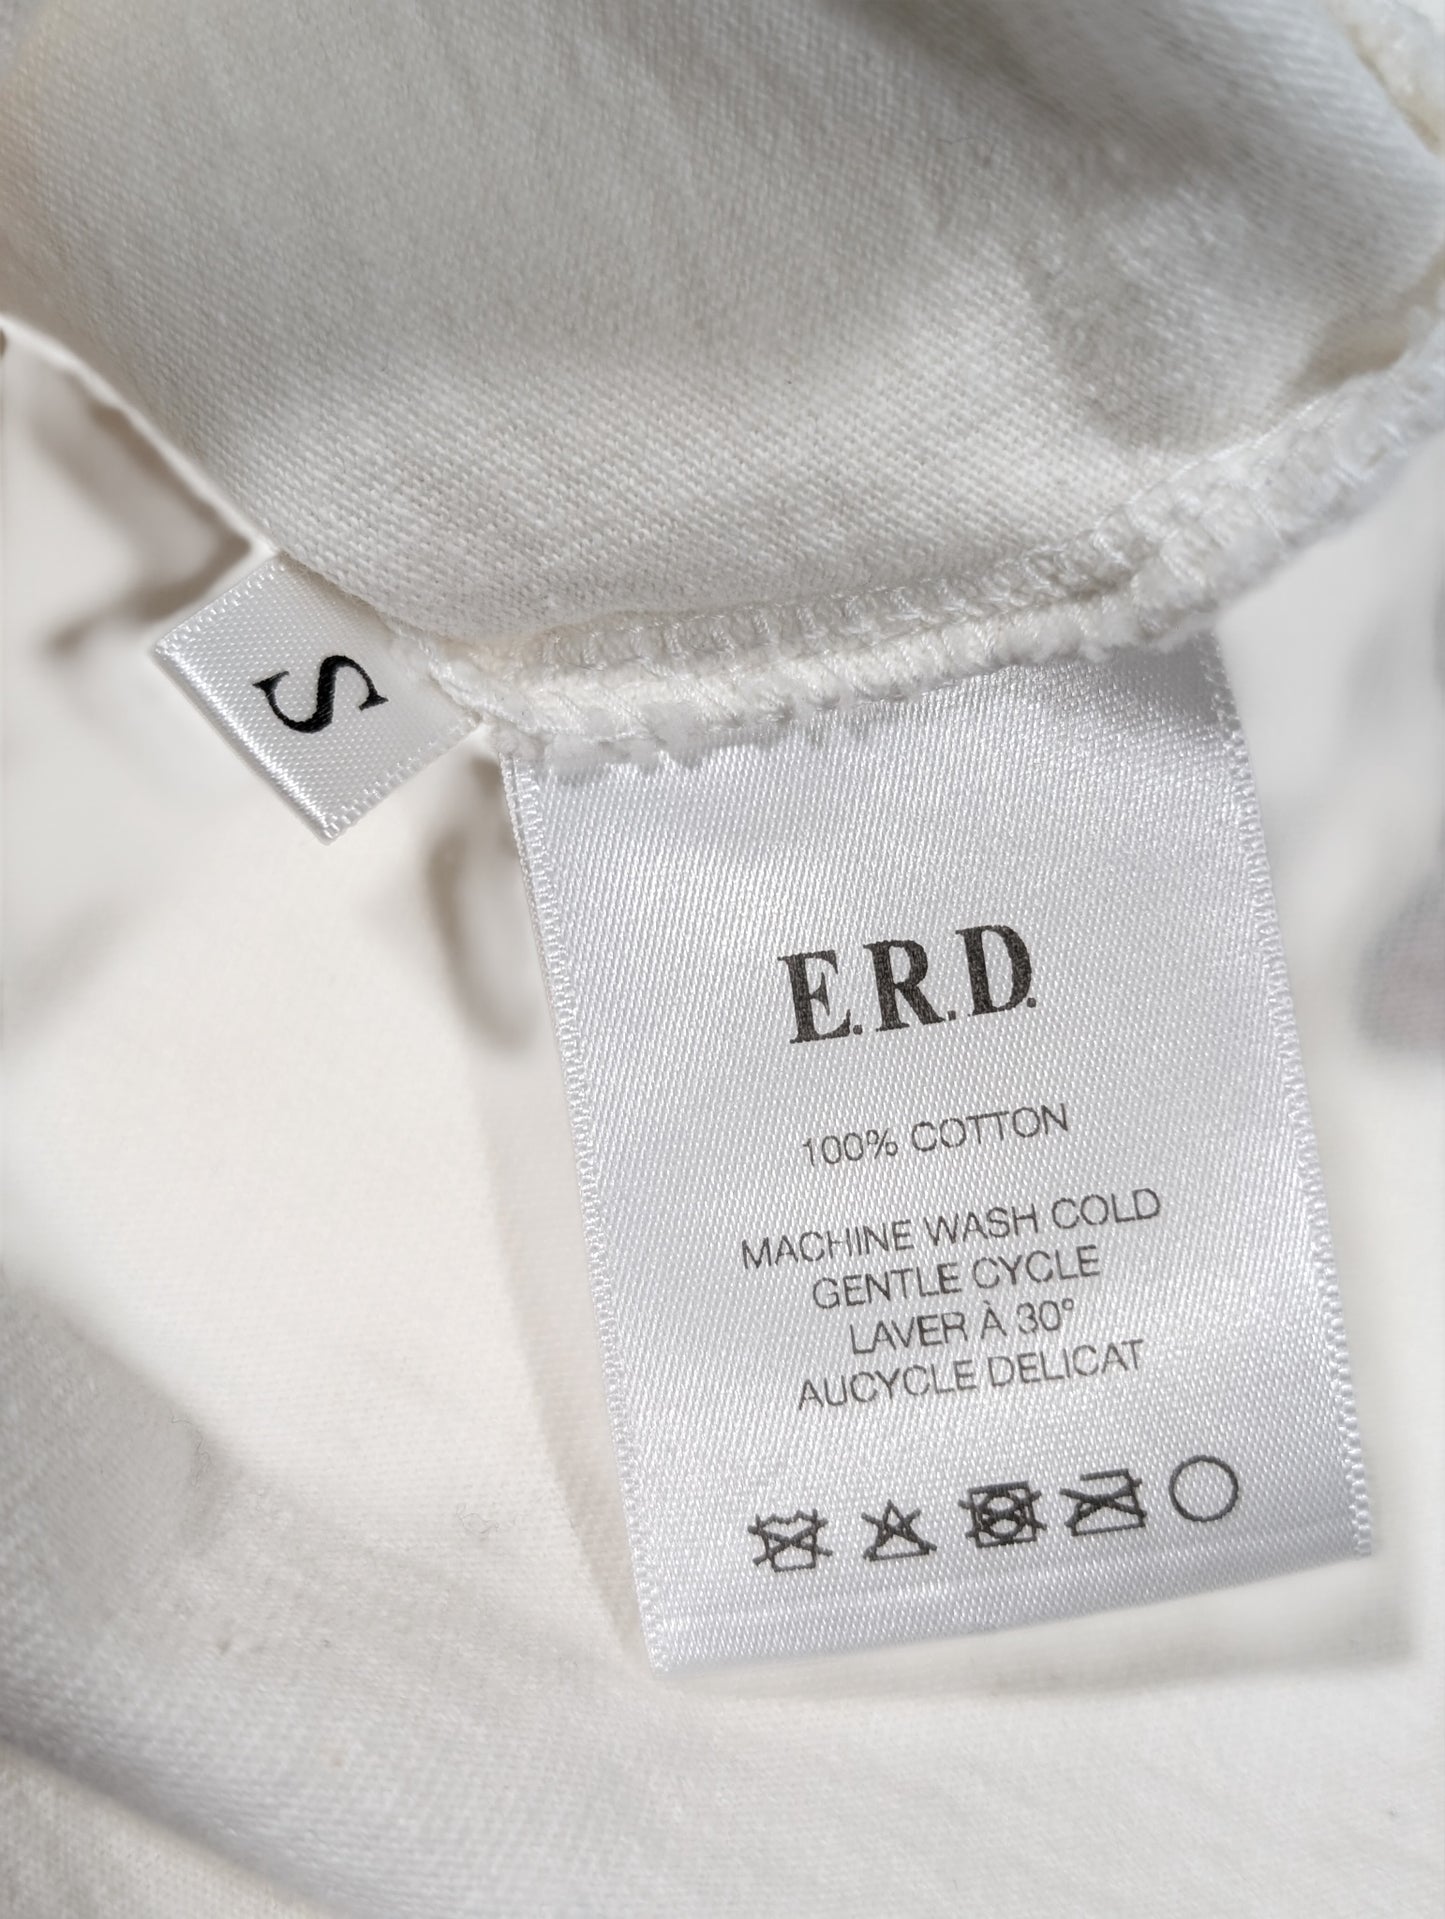 S
E.R.D.
100% COTTON
MACHINE WASH COLD
GENTLE CYCLE
LAVER À 30°
AUCYCLE DELICAT